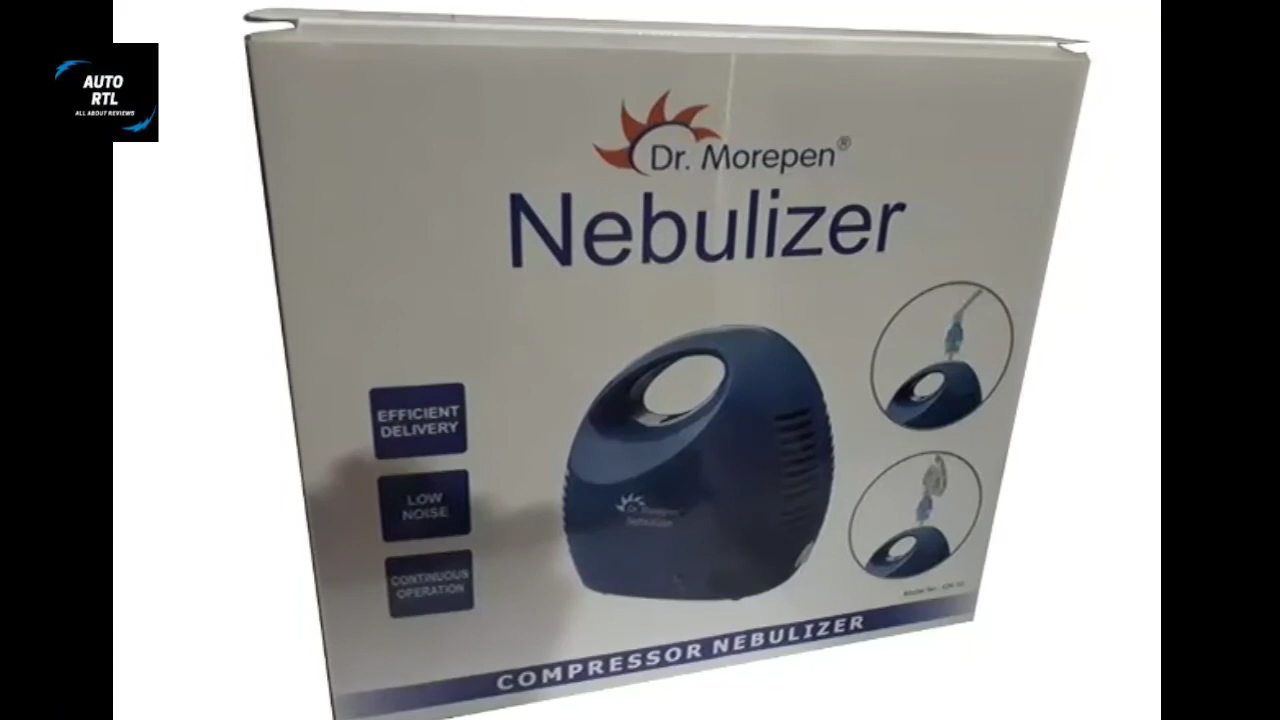 AUTO
RTL
ALL ABOUT REVIEWS
Dr. Morepen®
Nebulizer
EFFICIENT
DELIVERY
LOW
NOISE
CONTINUOUS
OPERATION
Dr. Morepen
Nebulizer
COMPRESSOR NEBULIZER